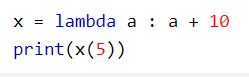 x = lambda a : a + 10
print(x(5))